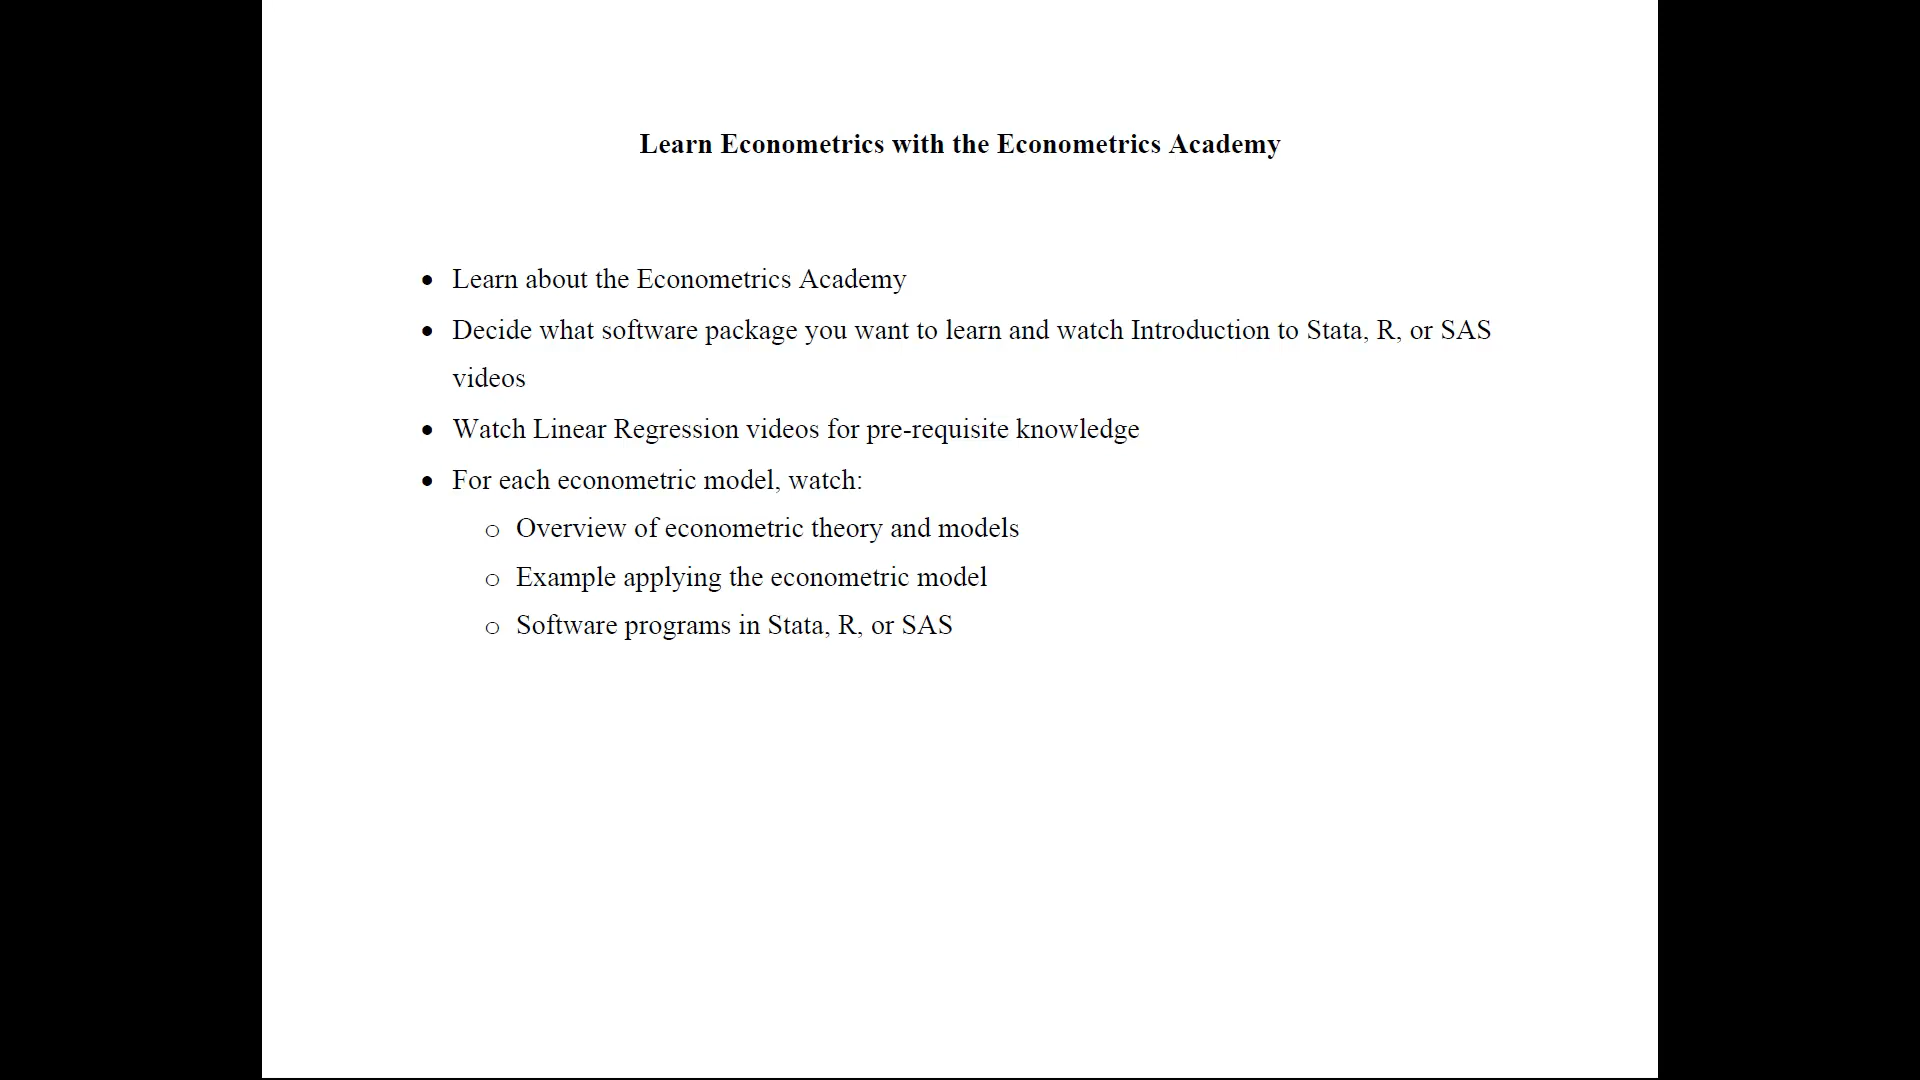 Learn Econometrics with the Econometrics Academy
• Learn about the Econometrics Academy
• Decide what software package you want to learn and watch Introduction to Stata, R, or SAS
videos
• Watch Linear Regression videos for pre-requisite knowledge
• For each econometric model, watch:
o Overview of econometric theory and models
o Example applying the econometric model
o Software programs in Stata, R, or SAS